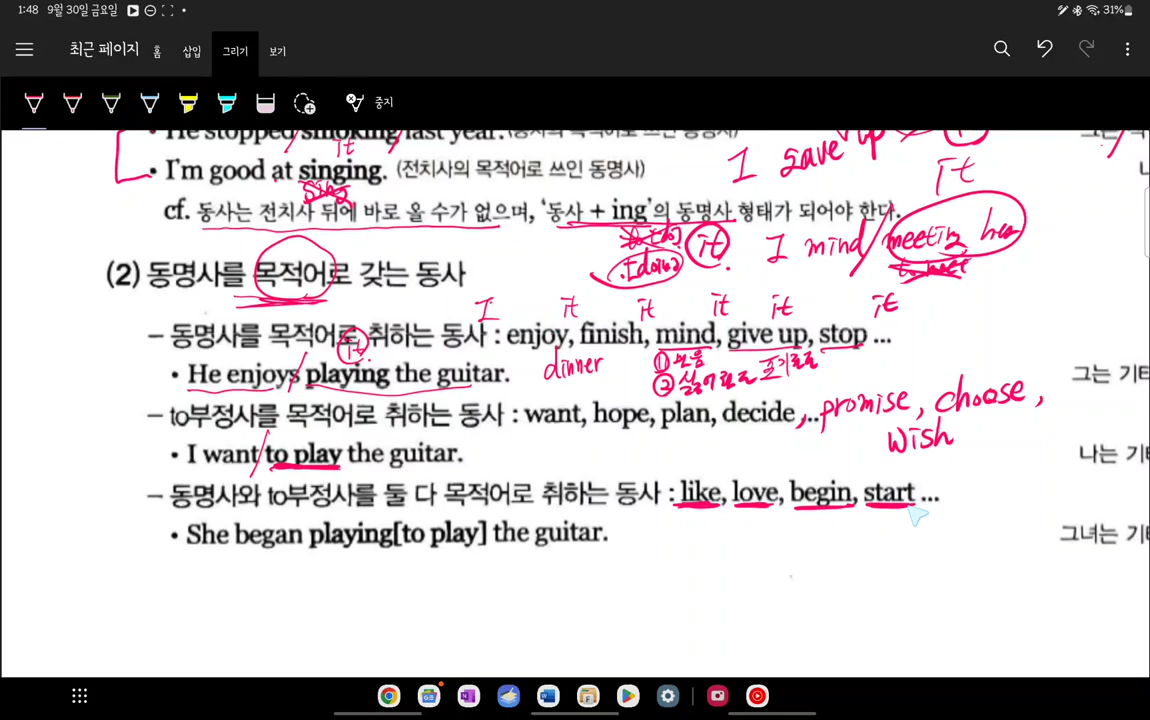 1:48 9월 30일 금요일 31%
최근 페이지 홈 삽입 그리기 보기
중지
He stopped smoking last year.
it
I save up
it
• I'm good at singing. (전치사의 목적어로 쓰인 동명사)
sing
cf. 동사는 전치사 뒤에 바로 올 수가 없으며, '동사 + ing'의 동명사 형태가 되어야 한다.
it I mind / meeting her
(2) 동명사를 목적어로 갖는 동사
I it it it it it
– 동명사를 목적어로 취하는 동사 : enjoy, finish, mind, give up, stop ...
it dinner ① ② 포기하다
• He enjoys playing the guitar. 그는 기타
– to부정사를 목적어로 취하는 동사 : want, hope, plan, decide, ... promise, choose,
wish
• I want to play the guitar. 나는 기타
– 동명사와 to부정사를 둘 다 목적어로 취하는 동사 : like, love, begin, start ...
• She began playing[to play] the guitar. 그녀는 기타